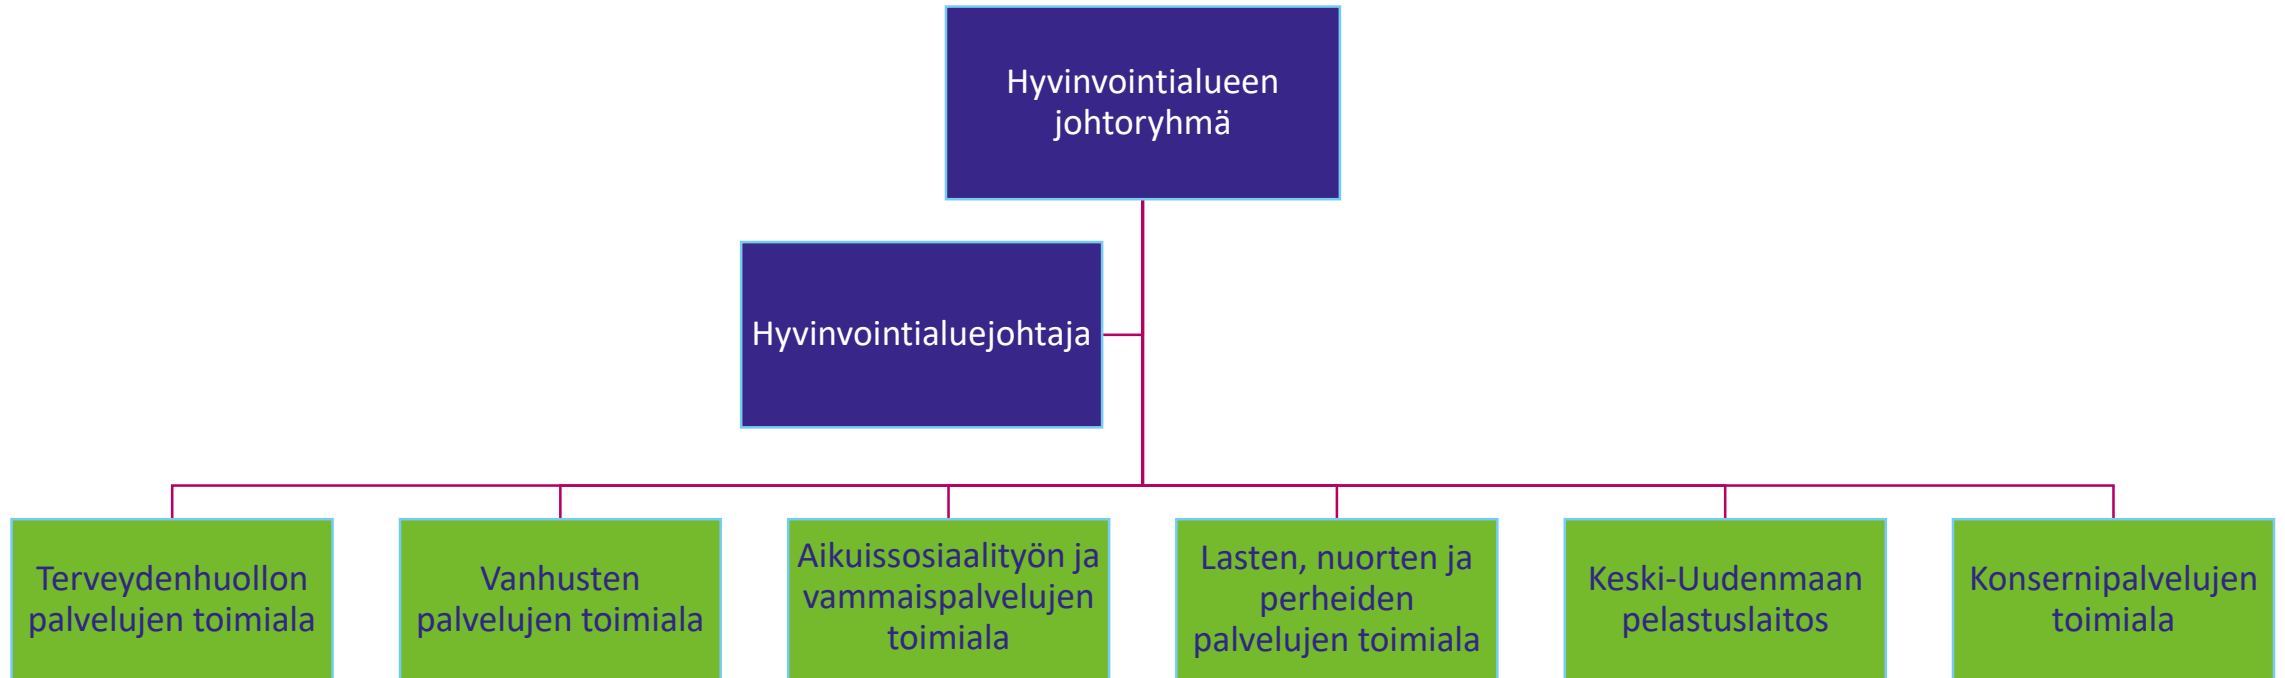 Hyvinvointialueen
johtoryhmä
Hyvinvointialuejohtaja
Terveydenhuollon
palvelujen toimiala
Vanhusten
palvelujen toimiala
Aikuissosiaalityön ja
vammaispalvelujen
toimiala
Lasten, nuorten ja
perheiden
palvelujen toimiala
Keski-Uudenmaan
pelastuslaitos
Konsernipalvelujen
toimiala